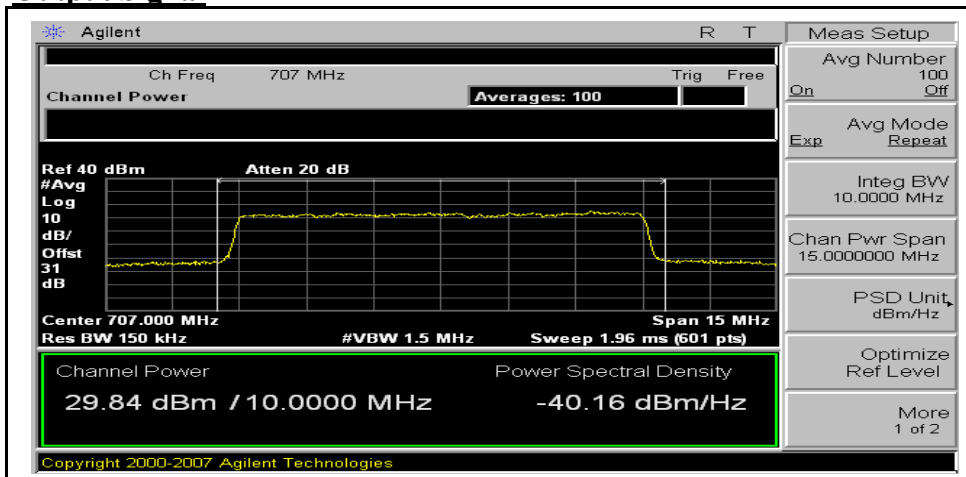 Agilent R T
Ch Freq 707 MHz Trig Free
Channel Power Averages: 100
Ref 40 dBm Atten 20 dB
#Avg
Log
10
dB/
Offst
31
dB
Center 707.000 MHz Span 15 MHz
Res BW 150 kHz #VBW 1.5 MHz Sweep 1.96 ms (601 pts)
Channel Power Power Spectral Density
29.84 dBm / 10.0000 MHz -40.16 dBm/Hz
Copyright 2000-2007 Agilent Technologies
Meas Setup
Avg Number
100
On Off
Avg Mode
Exp Repeat
Integ BW
10.0000 MHz
Chan Pwr Span
15.0000000 MHz
PSD Unit
dBm/Hz
Optimize
Ref Level
More
1 of 2